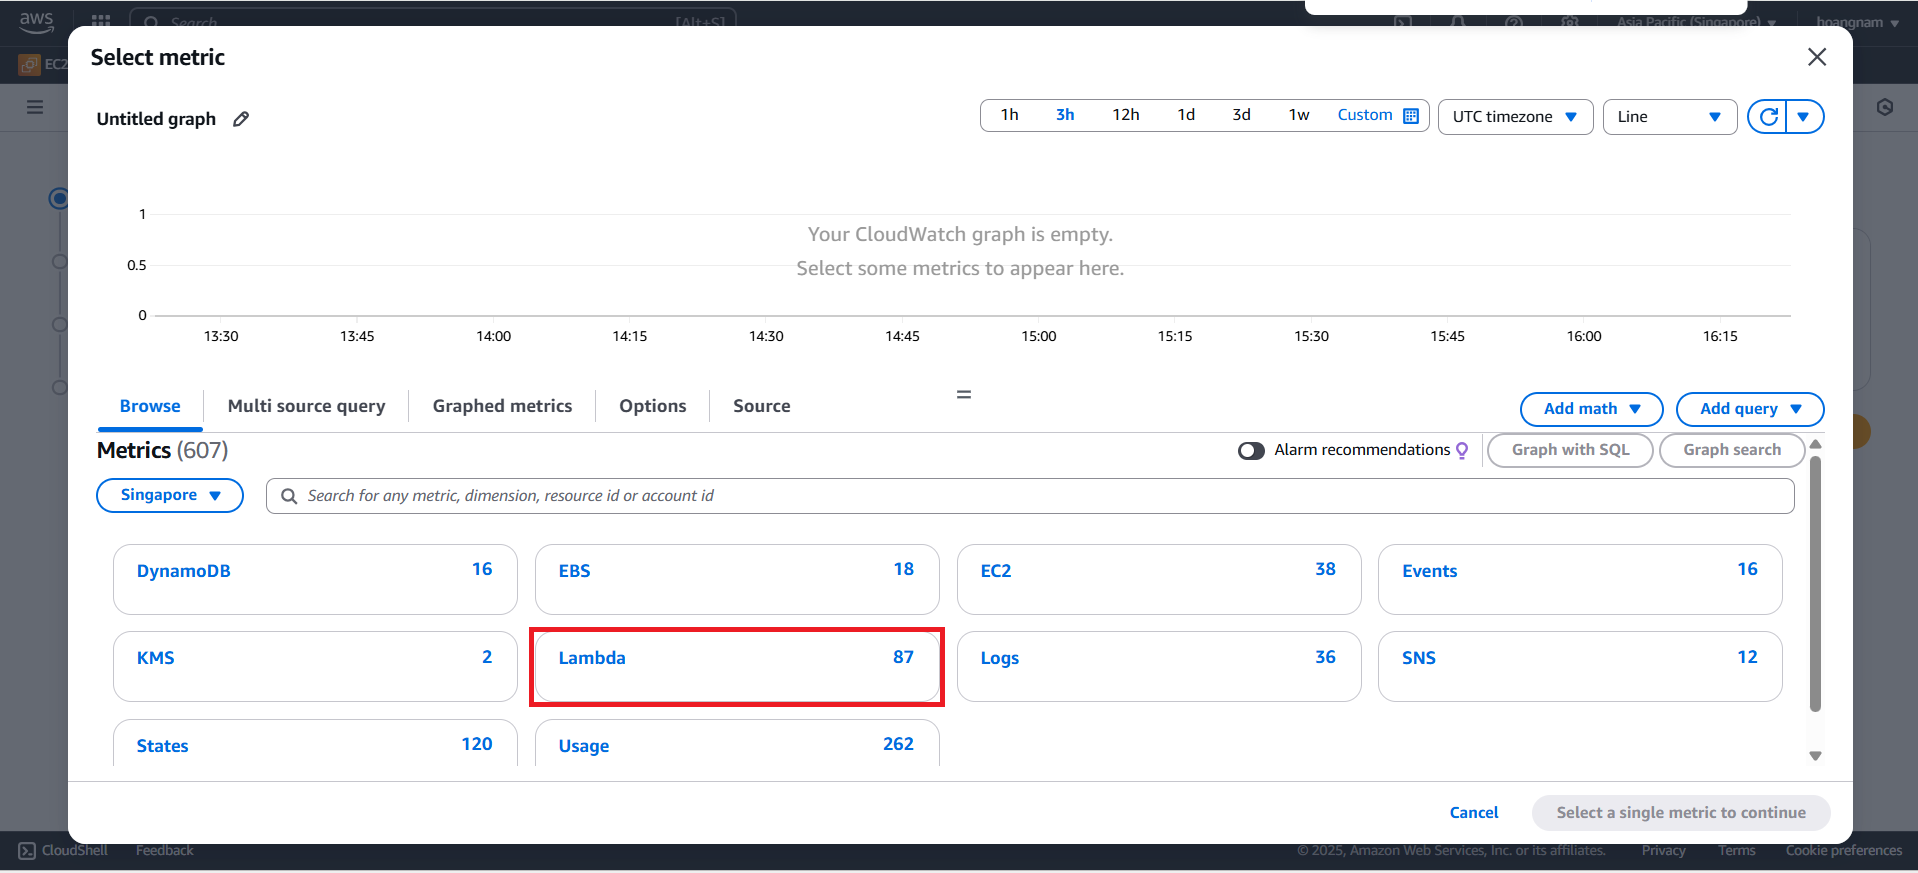 aws
Search
[Alt+S]
Asia Pacific (Singapore)
hoangnam
EC2
Select metric
Untitled graph
1h 3h 12h 1d 3d 1w Custom
UTC timezone
Line
1
0.5
0
Your CloudWatch graph is empty.
Select some metrics to appear here.
13:30 13:45 14:00 14:15 14:30 14:45 15:00 15:15 15:30 15:45 16:00 16:15
Browse Multi source query Graphed metrics Options Source
Add math
Add query
Metrics (607)
Alarm recommendations
Graph with SQL
Graph search
Singapore
Search for any metric, dimension, resource id or account id
DynamoDB 16
EBS 18
EC2 38
Events 16
KMS 2
Lambda 87
Logs 36
SNS 12
States 120
Usage 262
Cancel
Select a single metric to continue
CloudShell Feedback
© 2025, Amazon Web Services, Inc. or its affiliates. Privacy Terms Cookie preferences